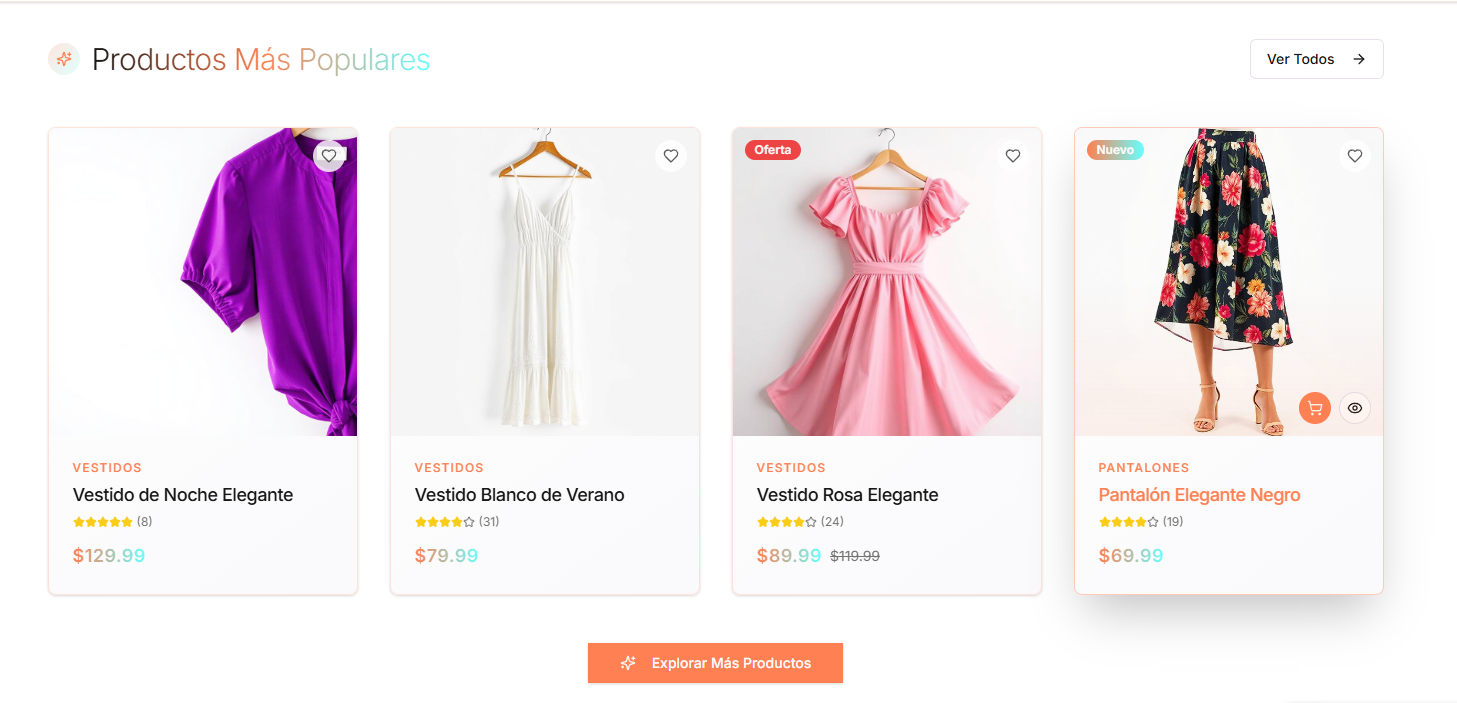 Productos Más Populares
Ver Todos
Oferta
Nuevo
VESTIDOS
Vestido de Noche Elegante
(8)
$129.99
VESTIDOS
Vestido Blanco de Verano
(31)
$79.99
VESTIDOS
Vestido Rosa Elegante
(24)
$89.99 $119.99
PANTALONES
Pantalón Elegante Negro
(19)
$69.99
Explorar Más Productos